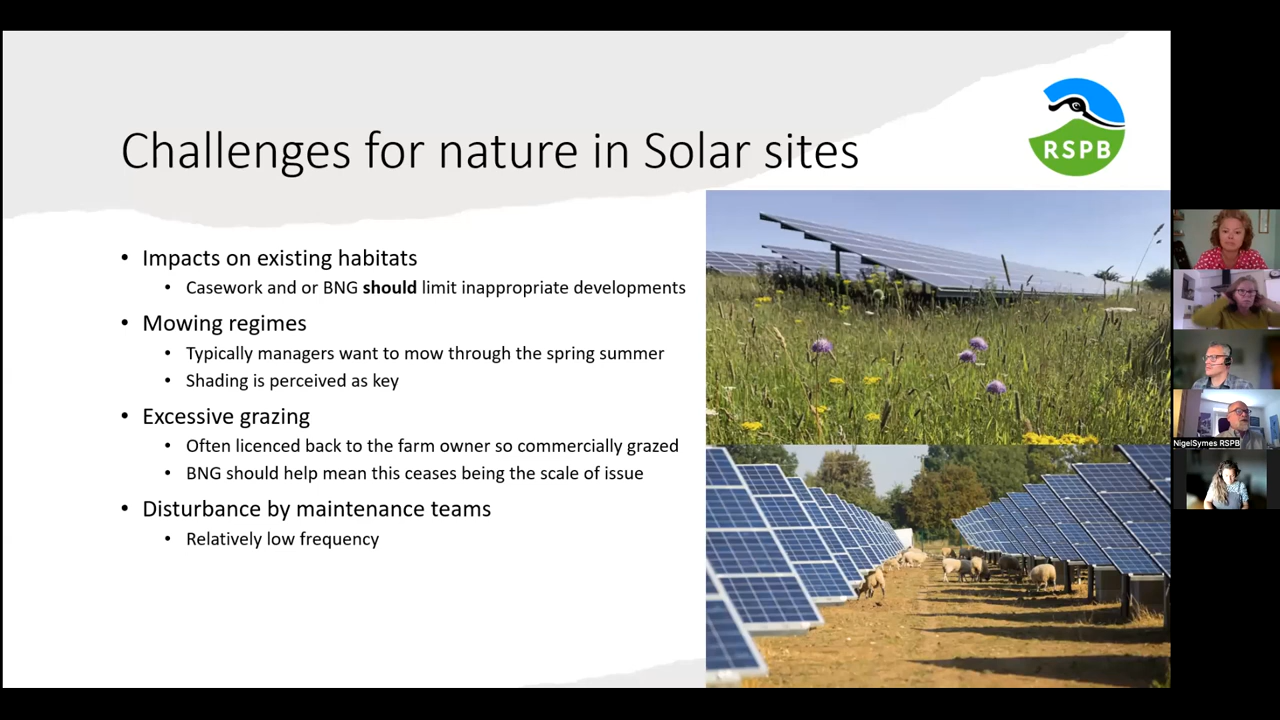 Challenges for nature in Solar sites
RSPB
• Impacts on existing habitats
• Casework and or BNG should limit inappropriate developments
• Mowing regimes
• Typically managers want to mow through the spring summer
• Shading is perceived as key
• Excessive grazing
• Often licenced back to the farm owner so commercially grazed
• BNG should help mean this ceases being the scale of issue
• Disturbance by maintenance teams
• Relatively low frequency
NigelSymes RSPB